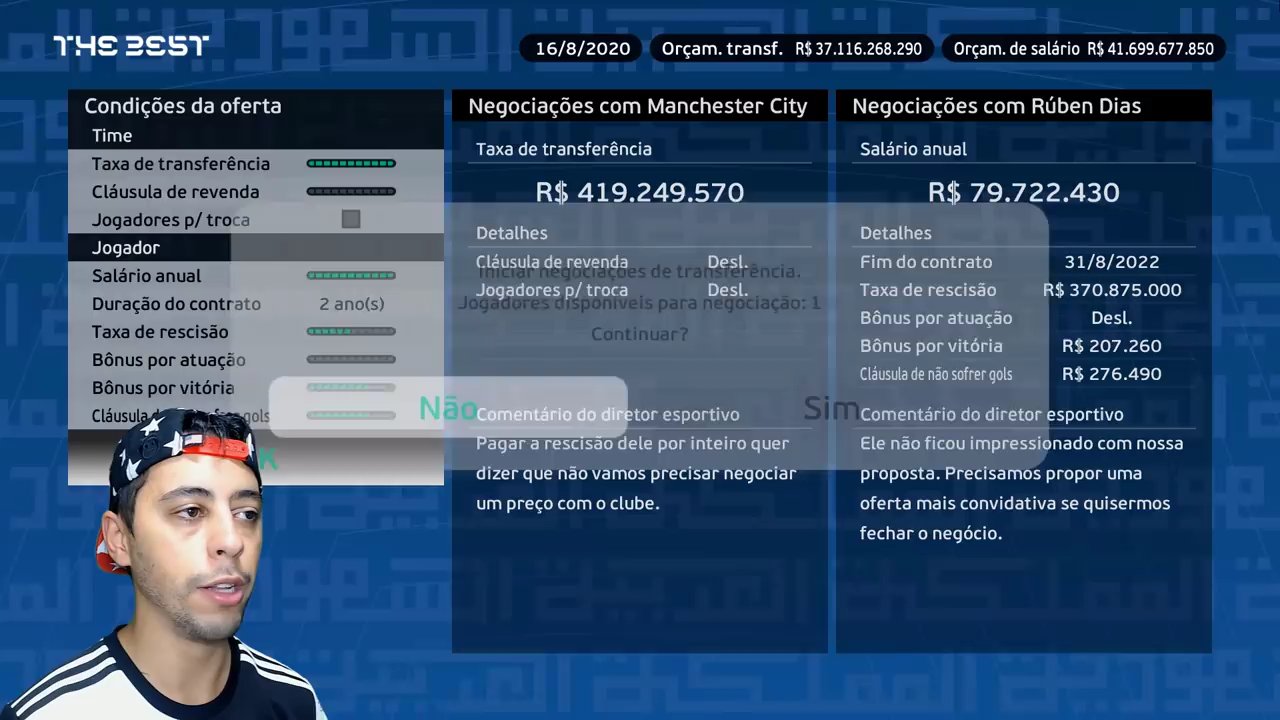 THE BEST
16/8/2020
Orçam. transf. R$ 37.116.268.290
Orçam. de salário R$ 41.699.677.850
Condições da oferta
Time
Taxa de transferência
Cláusula de revenda
Jogadores p/ troca
Jogador
Salário anual
Duração do contrato 2 ano(s)
Taxa de rescisão
Bônus por atuação
Bônus por vitória
Cláusula gols
K
Negociações com Manchester City
Taxa de transferência
R$ 419.249.570
Detalhes
Cláusula de revenda Desl.
Jogadores p/ troca Desl.
Comentário do diretor esportivo
Pagar a rescisão dele por inteiro quer
dizer que não vamos precisar negociar
um preço com o clube.
Negociações com Rúben Dias
Salário anual
R$ 79.722.430
Detalhes
Fim do contrato 31/8/2022
Taxa de rescisão R$ 370.875.000
Bônus por atuação Desl.
Bônus por vitória R$ 207.260
Cláusula de não sofrer gols R$ 276.490
Comentário do diretor esportivo
Ele não ficou impressionado com nossa
proposta. Precisamos propor uma
oferta mais convidativa se quisermos
fechar o negócio.
Iniciar negociações de transferência.
Jogadores disponíveis para negociação: 1
Continuar?
Não
Sim